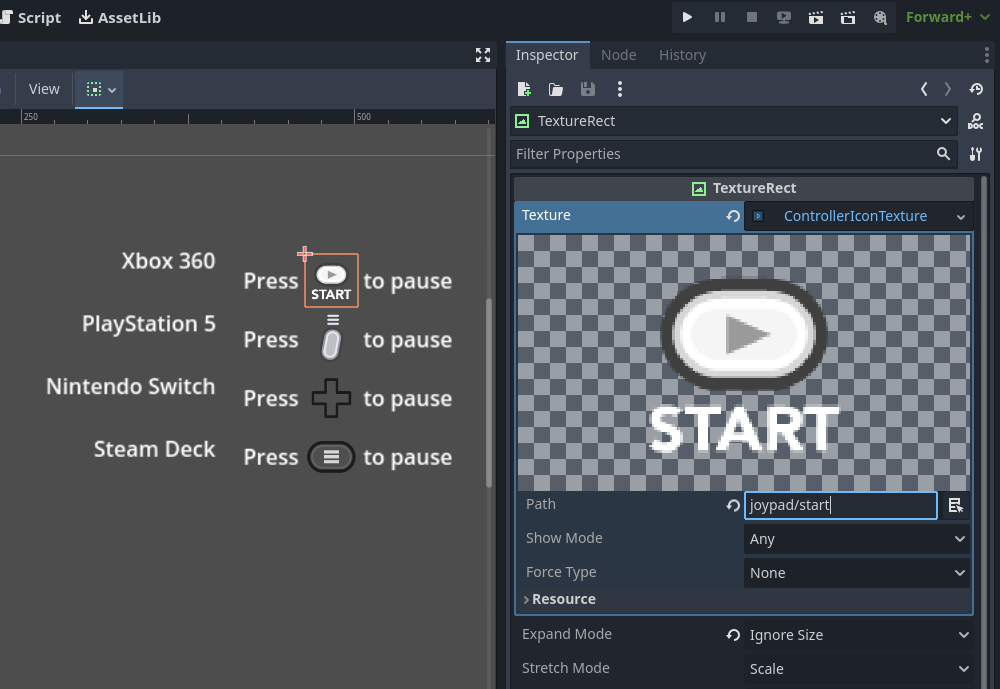 Script AssetLib Forward+
Inspector Node History
View
TextureRect
DOC
250 500
Filter Properties
TextureRect
Texture ControllerIconTexture
Xbox 360
Press START to pause
PlayStation 5
Press to pause
Nintendo Switch
Press to pause
Steam Deck
Press to pause
START
Path joypad/start
Show Mode Any
Force Type None
Resource
Expand Mode Ignore Size
Stretch Mode Scale